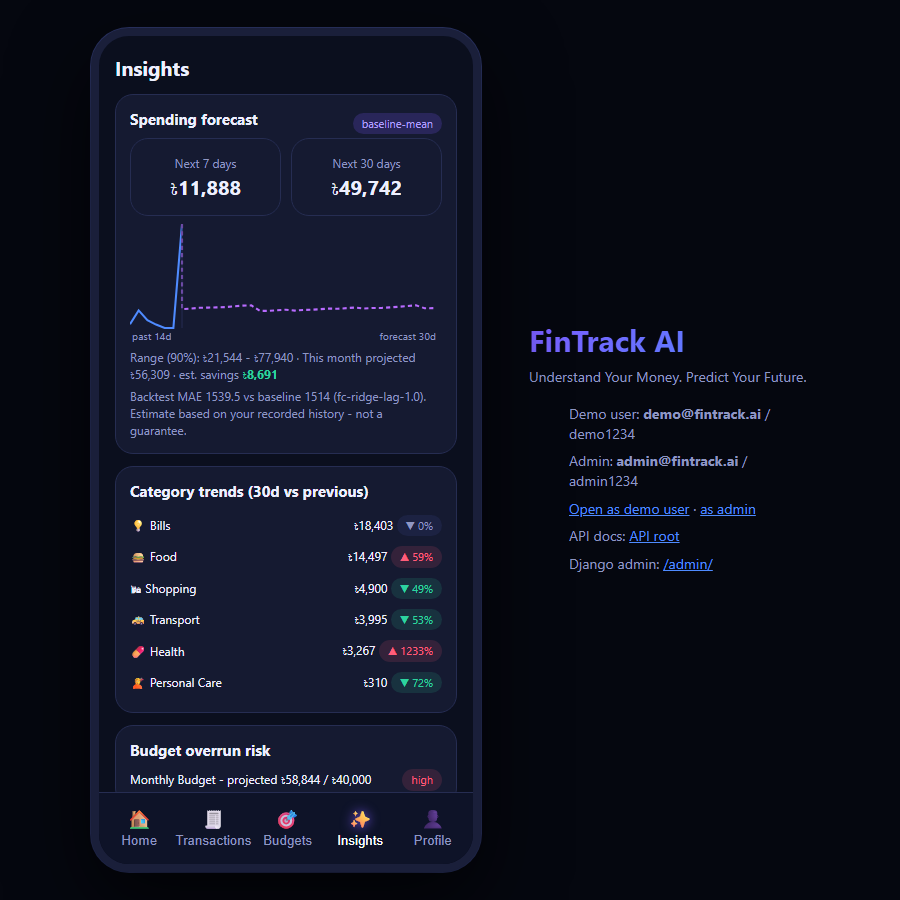 Insights
Spending forecast
baseline-mean
Next 7 days
৳11,888
Next 30 days
৳49,742
past 14d
forecast 30d
Range (90%): ৳21,544 - ৳77,940 · This month projected
৳56,309 · est. savings ৳8,691
Backtest MAE 1539.5 vs baseline 1514 (fc-ridge-lag-1.0).
Estimate based on your recorded history - not a
guarantee.
Category trends (30d vs previous)
Bills ৳18,403 ▼ 0%
Food ৳14,497 ▲ 59%
Shopping ৳4,900 ▼ 49%
Transport ৳3,995 ▼ 53%
Health ৳3,267 ▲ 1233%
Personal Care ৳310 ▼ 72%
Budget overrun risk
Monthly Budget - projected ৳58,844 / ৳40,000 high
Home Transactions Budgets Insights Profile
FinTrack AI
Understand Your Money. Predict Your Future.
Demo user: demo@fintrack.ai /
demo1234
Admin: admin@fintrack.ai /
admin1234
Open as demo user · as admin
API docs: API root
Django admin: /admin/